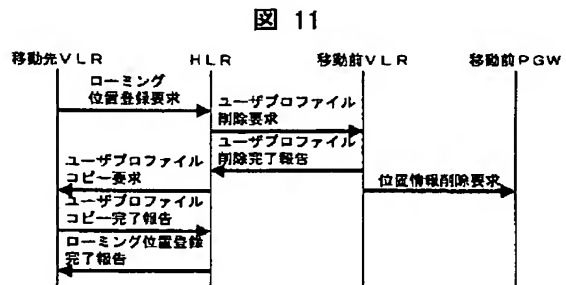 図 11
移動先VLR HLR 移動前VLR 移動前PGW
ローミング
位置登録要求
ユーザプロファイル
削除要求
ユーザプロファイル
削除完了報告
ユーザプロファイル
コピー要求
位置情報削除要求
ユーザプロファイル
コピー完了報告
ローミング位置登録
完了報告